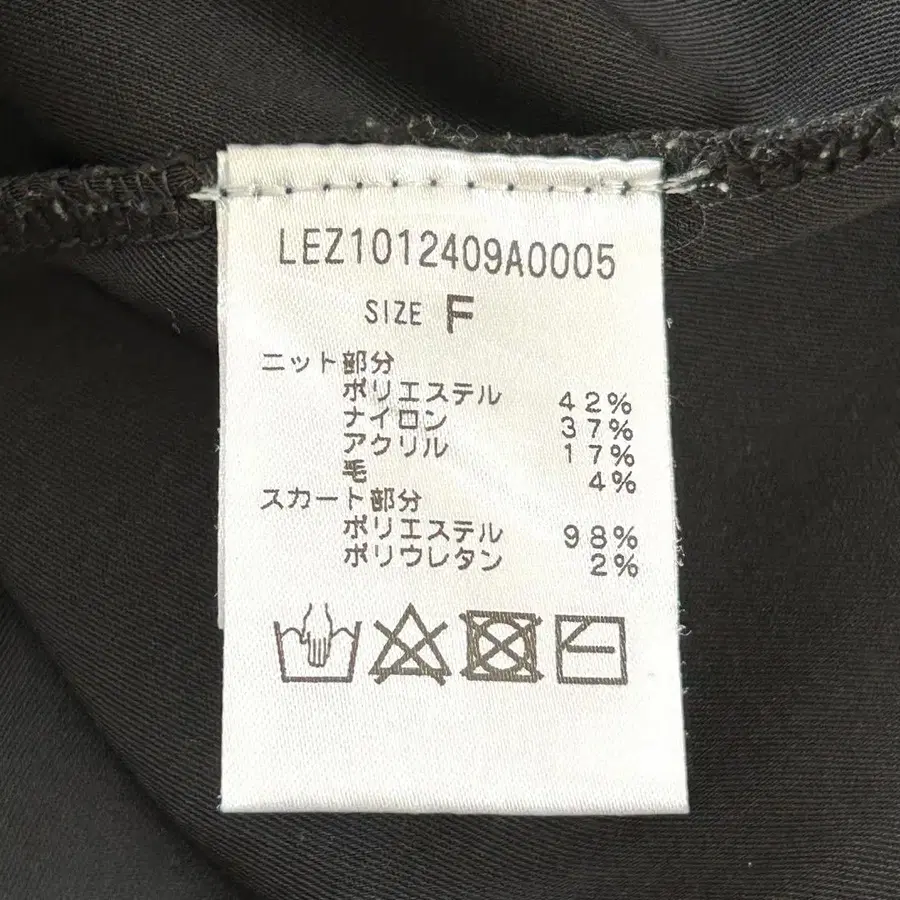 LEZ1012409A0005
SIZE F
ニット部分
ポリエステル 42%
ナイロン 37%
アクリル 17%
毛 4%
スカート部分
ポリエステル 98%
ポリウレタン 2%